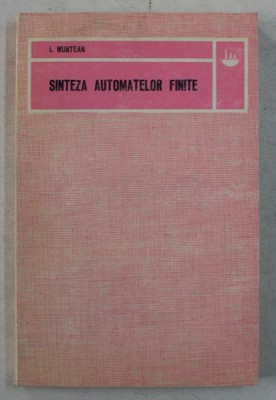 I. MUNTEAN
SINTEZA AUTOMATELOR FINITE